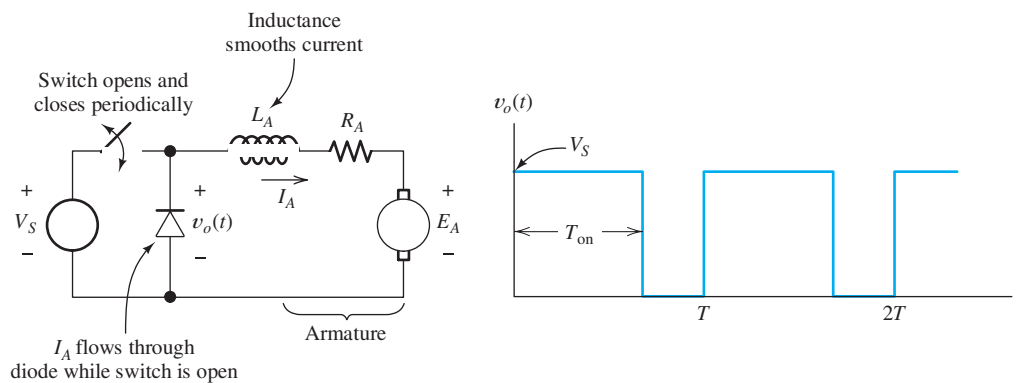 Inductance
smooths current
Switch opens and
closes periodically
L_A
R_A
v_o(t)
V_S
+
+
+
I_A
V_S
v_o(t)
E_A
T_on
−
−
−
T
2T
Armature
I_A flows through
diode while switch is open